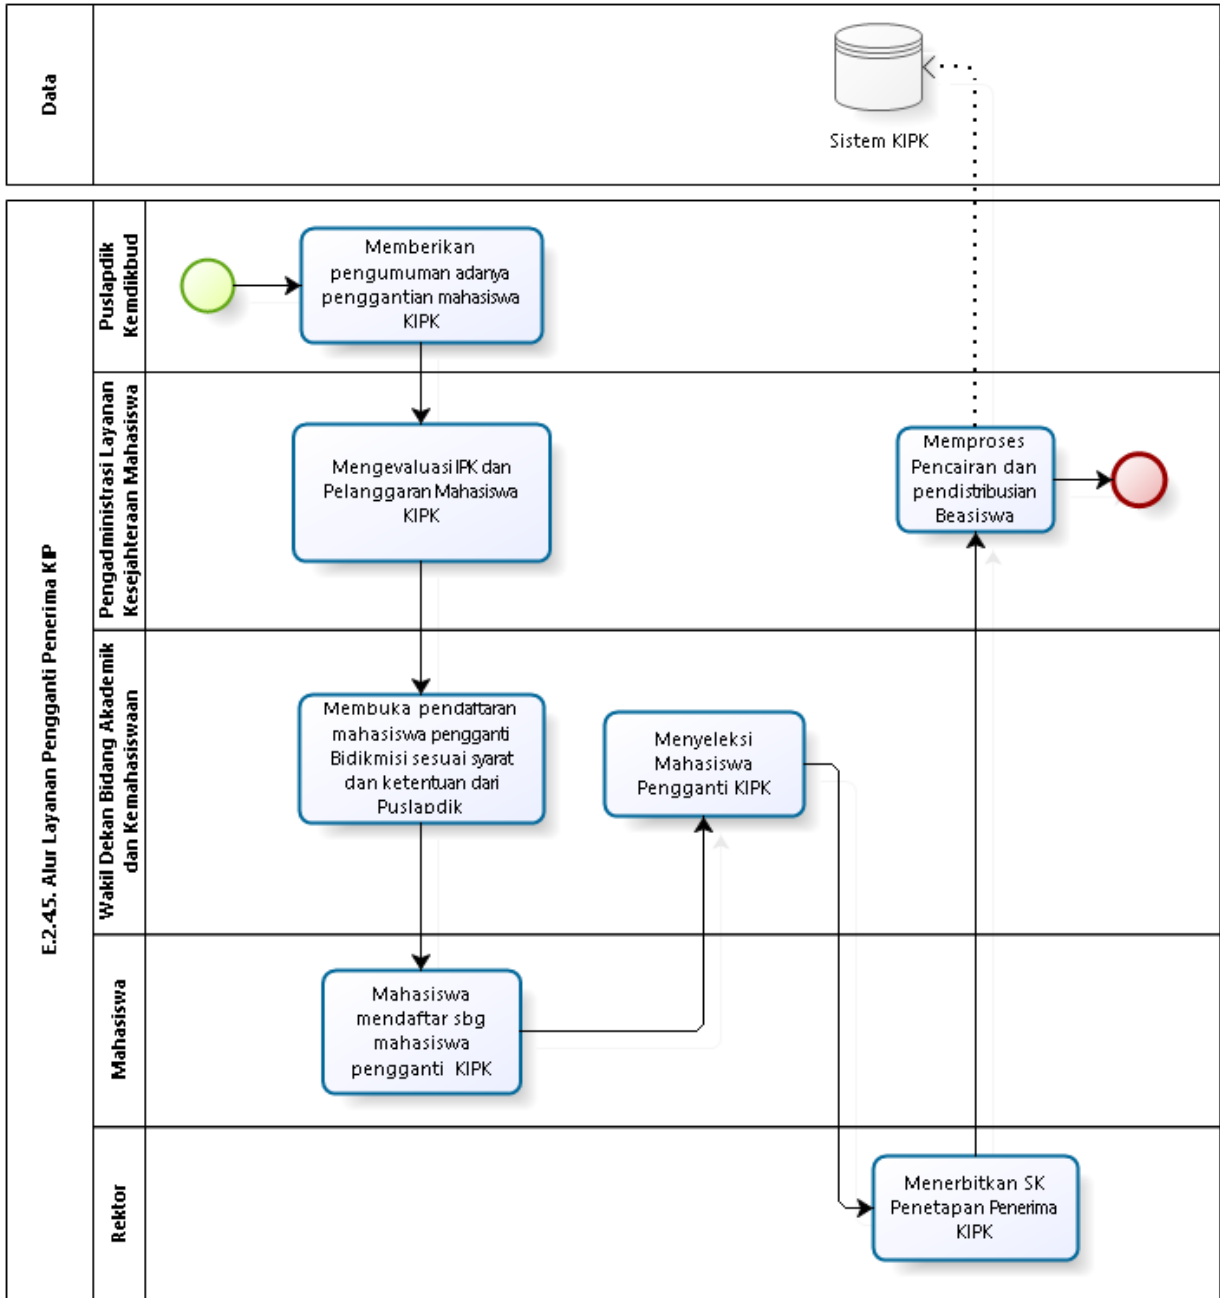 Data
Sistem KIPK
E.2.4.5. Alur Layanan Pengganti Penerima KIP
Puslapdik
Kemdikbud
Memberikan
pengumuman adanya
penggantian mahasiswa
KIPK
Pengadministrasi Layanan
Kesejahteraan Mahasiswa
Mengevaluasi IPK dan
Pelanggaran Mahasiswa
KIPK
Memproses
Pencairan dan
pendistribusian
Beasiswa
Wakil Dekan Bidang Akademik
dan Kemahasiswaan
Membuka pendaftaran
mahasiswa pengganti
Bidikmisi sesuai syarat
dan ketentuan dari
Puslapdik
Menyeleksi
Mahasiswa
Pengganti KIPK
Mahasiswa
Mahasiswa
mendaftar sbg
mahasiswa
pengganti KIPK
Rektor
Menerbitkan SK
Penetapan Penerima
KIPK